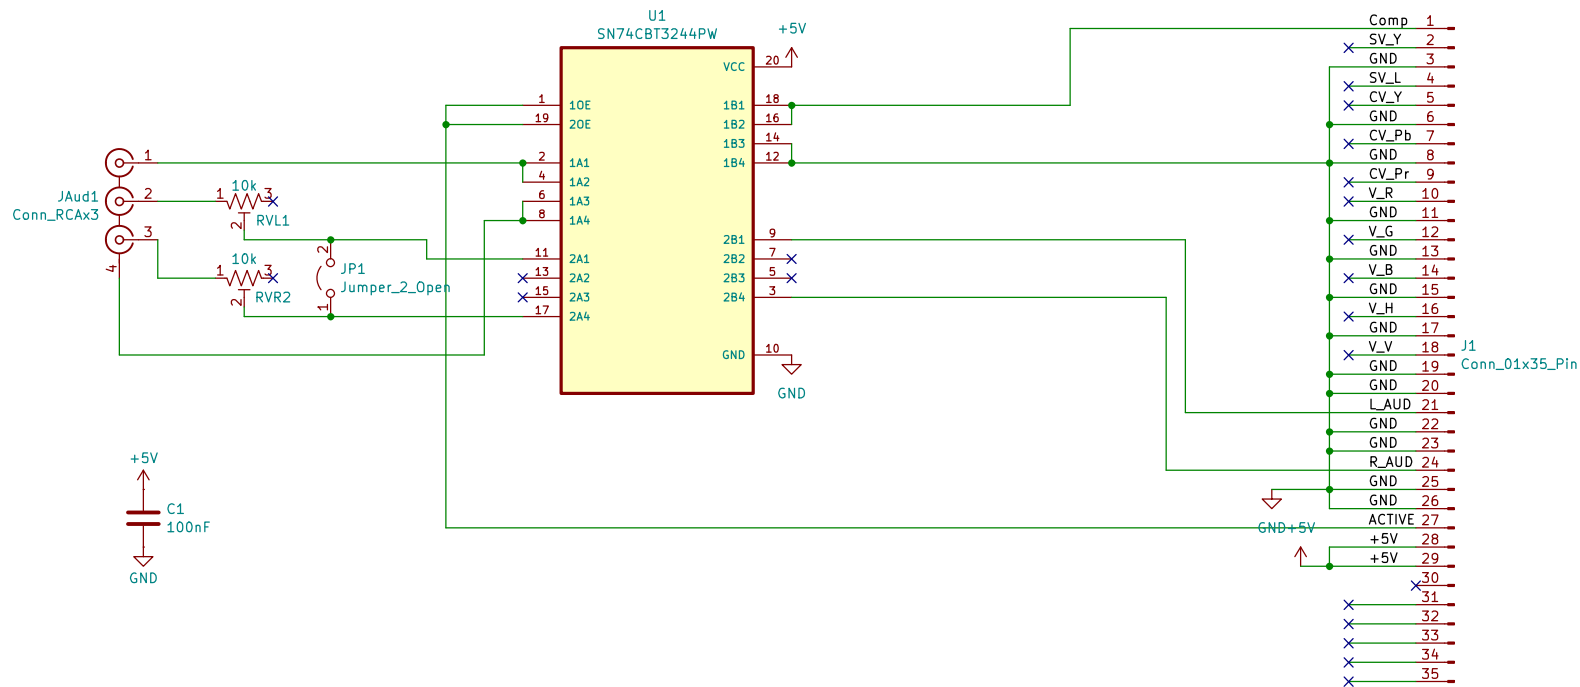 U1
SN74CBT3244PW
+5V
VCC 20
1 1OE
19 2OE
2 1A1
4 1A2
6 1A3
8 1A4
11 2A1
13 2A2
15 2A3
17 2A4
1B1 18
1B2 16
1B3 14
1B4 12
2B1 9
2B2 7
2B3 5
2B4 3
GND 10
GND
JAud1
Conn_RCAx3
1
2
3
4
10k
1 3
2
RVL1
10k
1 3
2
RVR2
2
JP1
Jumper_2_Open
1
+5V
C1
100nF
GND
Comp 1
SV_Y 2
GND 3
SV_L 4
CV_Y 5
GND 6
CV_Pb 7
GND 8
CV_Pr 9
V_R 10
GND 11
V_G 12
GND 13
V_B 14
GND 15
V_H 16
GND 17
V_V 18
GND 19
GND 20
L_AUD 21
GND 22
GND 23
R_AUD 24
GND 25
GND 26
ACTIVE 27
+5V 28
+5V 29
30
31
32
33
34
35
J1
Conn_01x35_Pin
GND
+5V